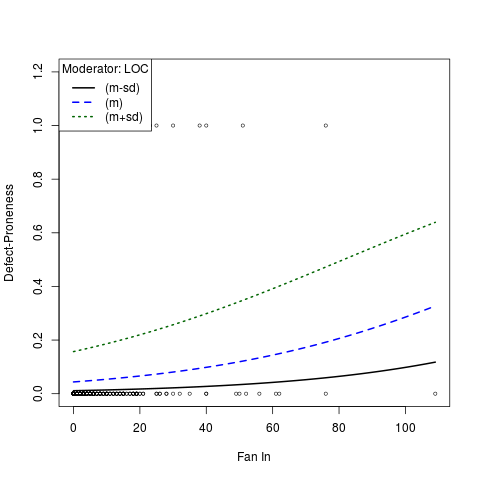 Moderator: LOC
(m-sd)
(m)
(m+sd)
Defect-Proneness
1.2
1.0
0.8
0.6
0.4
0.2
0.0
0 20 40 60 80 100
Fan In